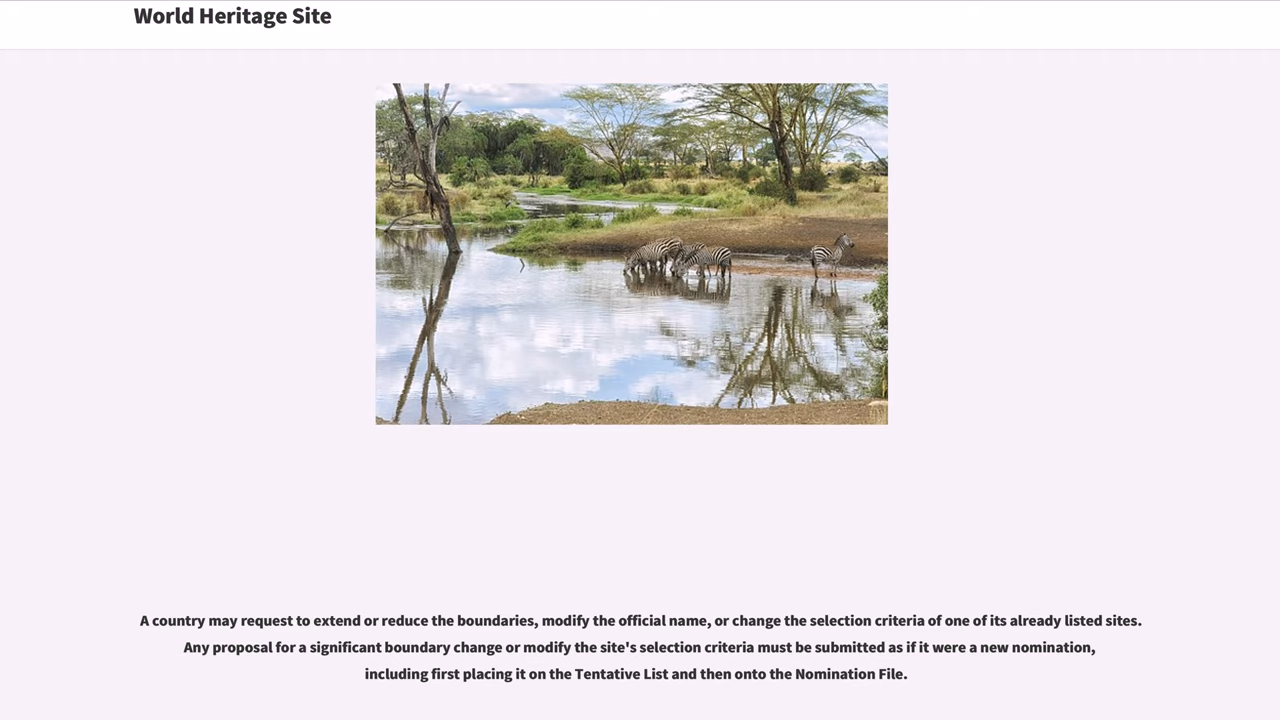 World Heritage Site
A country may request to extend or reduce the boundaries, modify the official name, or change the selection criteria of one of its already listed sites.
Any proposal for a significant boundary change or modify the site's selection criteria must be submitted as if it were a new nomination,
including first placing it on the Tentative List and then onto the Nomination File.